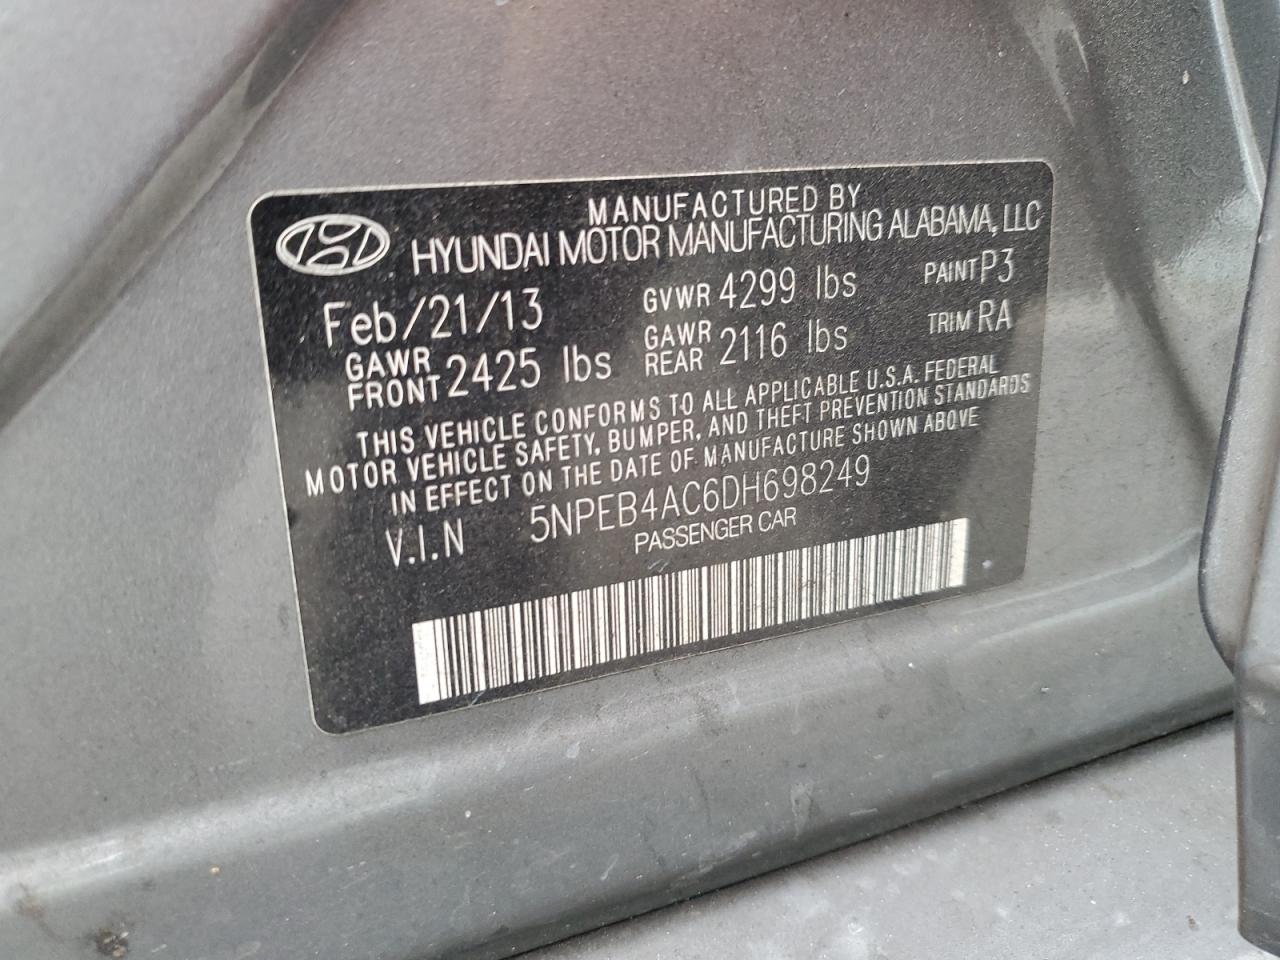 MANUFACTURED BY
HYUNDAI MOTOR MANUFACTURING ALABAMA, LLC
Feb/21/13 GVWR 4299 lbs PAINT P3
GAWR FRONT 2425 lbs GAWR REAR 2116 lbs TRIM RA
THIS VEHICLE CONFORMS TO ALL APPLICABLE U.S.A. FEDERAL
MOTOR VEHICLE SAFETY, BUMPER, AND THEFT PREVENTION STANDARDS
IN EFFECT ON THE DATE OF MANUFACTURE SHOWN ABOVE
V.I.N 5NPEB4AC6DH698249
PASSENGER CAR